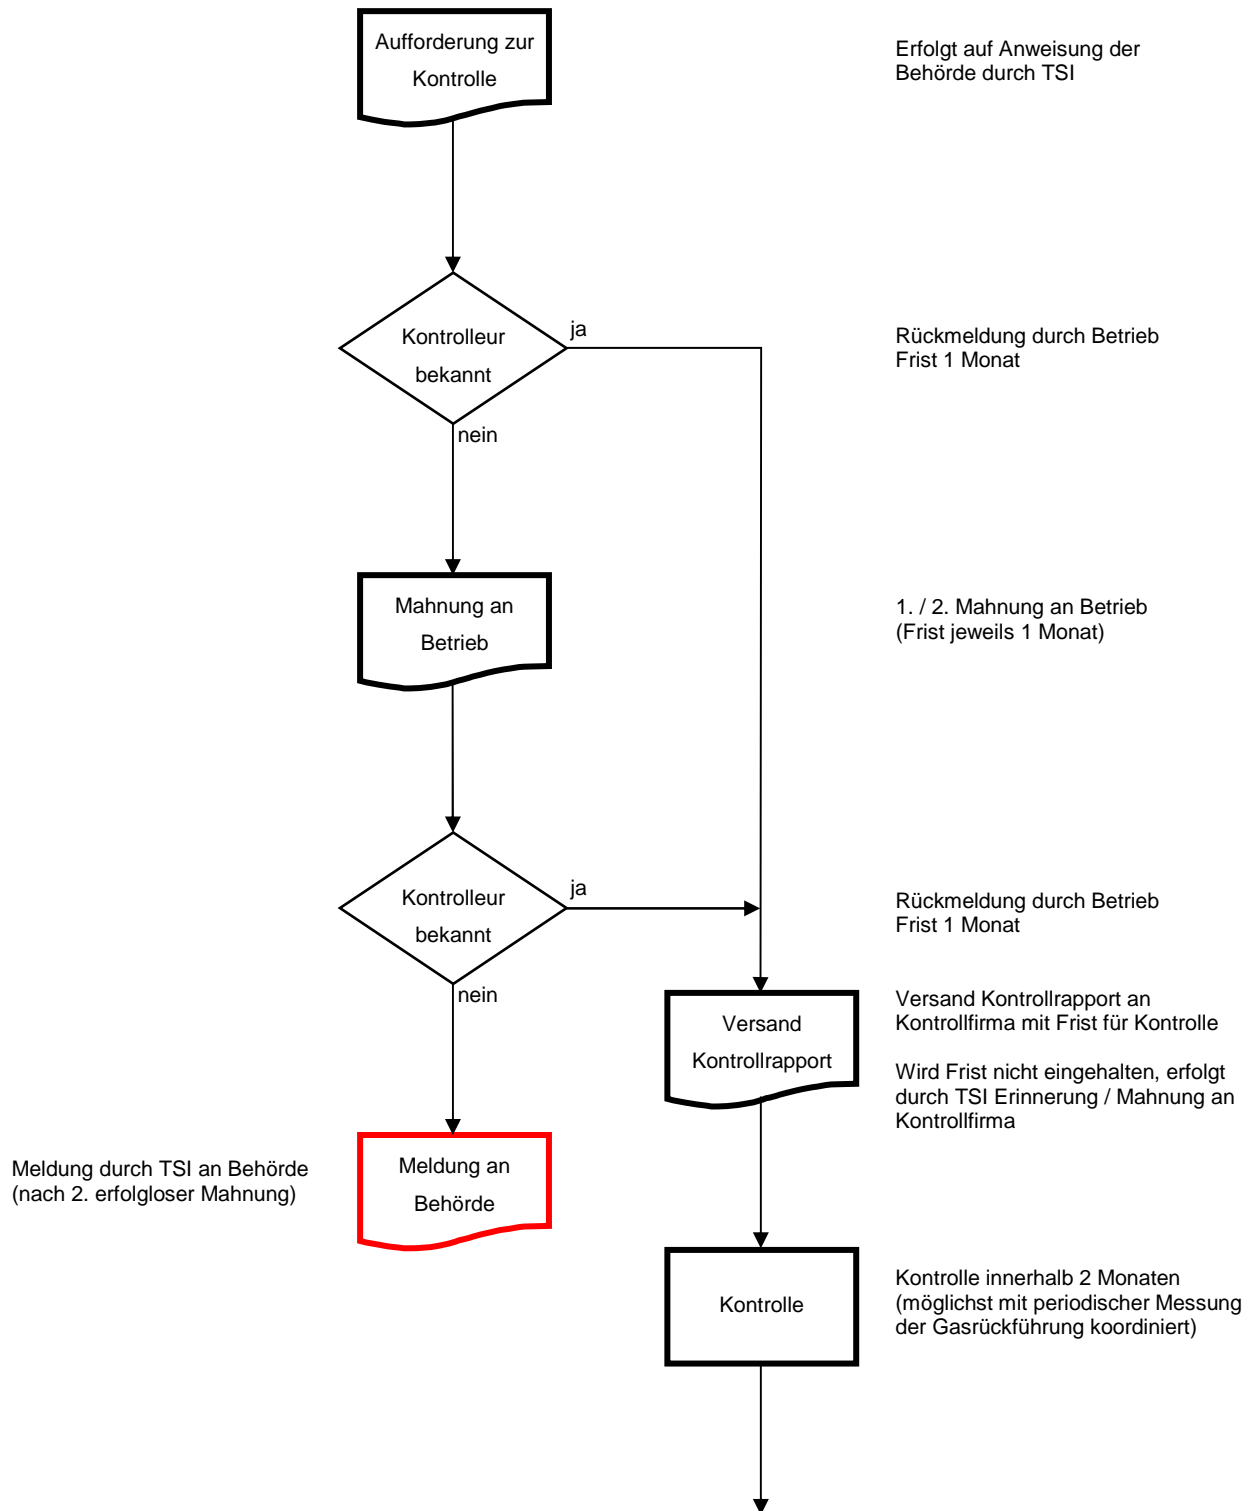 Aufforderung zur
Kontrolle
Erfolgt auf Anweisung der
Behörde durch TSI
Kontrolleur
bekannt
ja
nein
Rückmeldung durch Betrieb
Frist 1 Monat
Mahnung an
Betrieb
1. / 2. Mahnung an Betrieb
(Frist jeweils 1 Monat)
Kontrolleur
bekannt
ja
nein
Rückmeldung durch Betrieb
Frist 1 Monat
Versand
Kontrollrapport
Versand Kontrollrapport an
Kontrollfirma mit Frist für Kontrolle
Wird Frist nicht eingehalten, erfolgt
durch TSI Erinnerung / Mahnung an
Kontrollfirma
Meldung durch TSI an Behörde
(nach 2. erfolgloser Mahnung)
Meldung an
Behörde
Kontrolle
Kontrolle innerhalb 2 Monaten
(möglichst mit periodischer Messung
der Gasrückführung koordiniert)